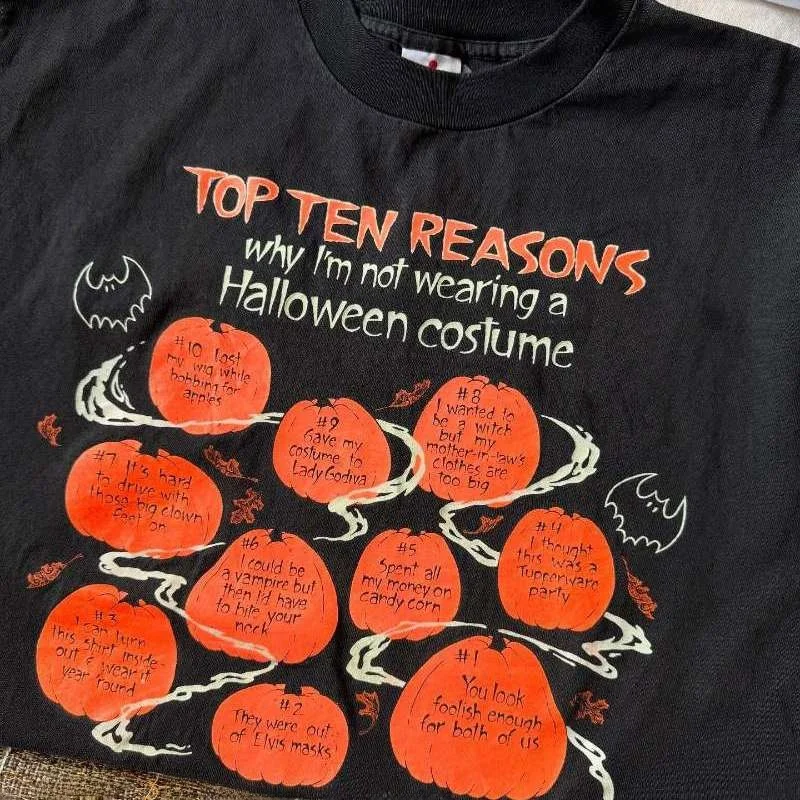 TOP TEN REASONS
why I'm not wearing a
Halloween costume
#10 Lost
my wig while
bobbing for
apples
#9
Gave my
costume to
Lady Godiva
#8
I wanted to
be a witch
but my
mother-in-law's
clothes are
too big
#7 It's hard
to drive with
those big clown
feet on
#6
I could be
a vampire but
then I'd have
to bite your
neck
#5
Spent all
my money on
candy corn
#4
I thought
this was a
Tupperware
party
#3
I can turn
this shirt inside-
out & wear it
year round
#2
They were out
of Elvis masks
#1
You look
foolish enough
for both of us